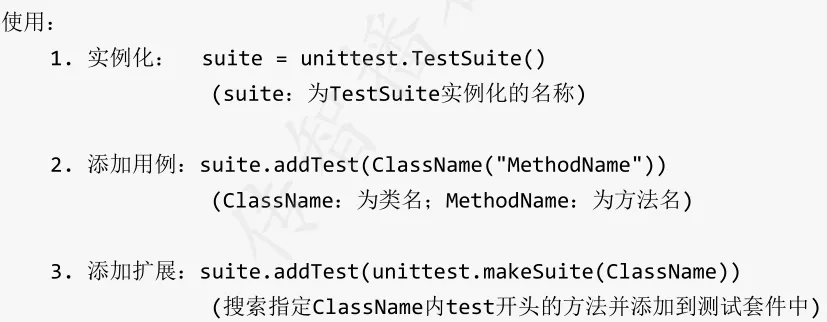 使用：
1. 实例化： suite = unittest.TestSuite()
(suite：为TestSuite实例化的名称)
2. 添加用例：suite.addTest(ClassName("MethodName"))
(ClassName：为类名；MethodName：为方法名)
3. 添加扩展：suite.addTest(unittest.makeSuite(ClassName))
(搜索指定ClassName内test开头的方法并添加到测试套件中)
传智播